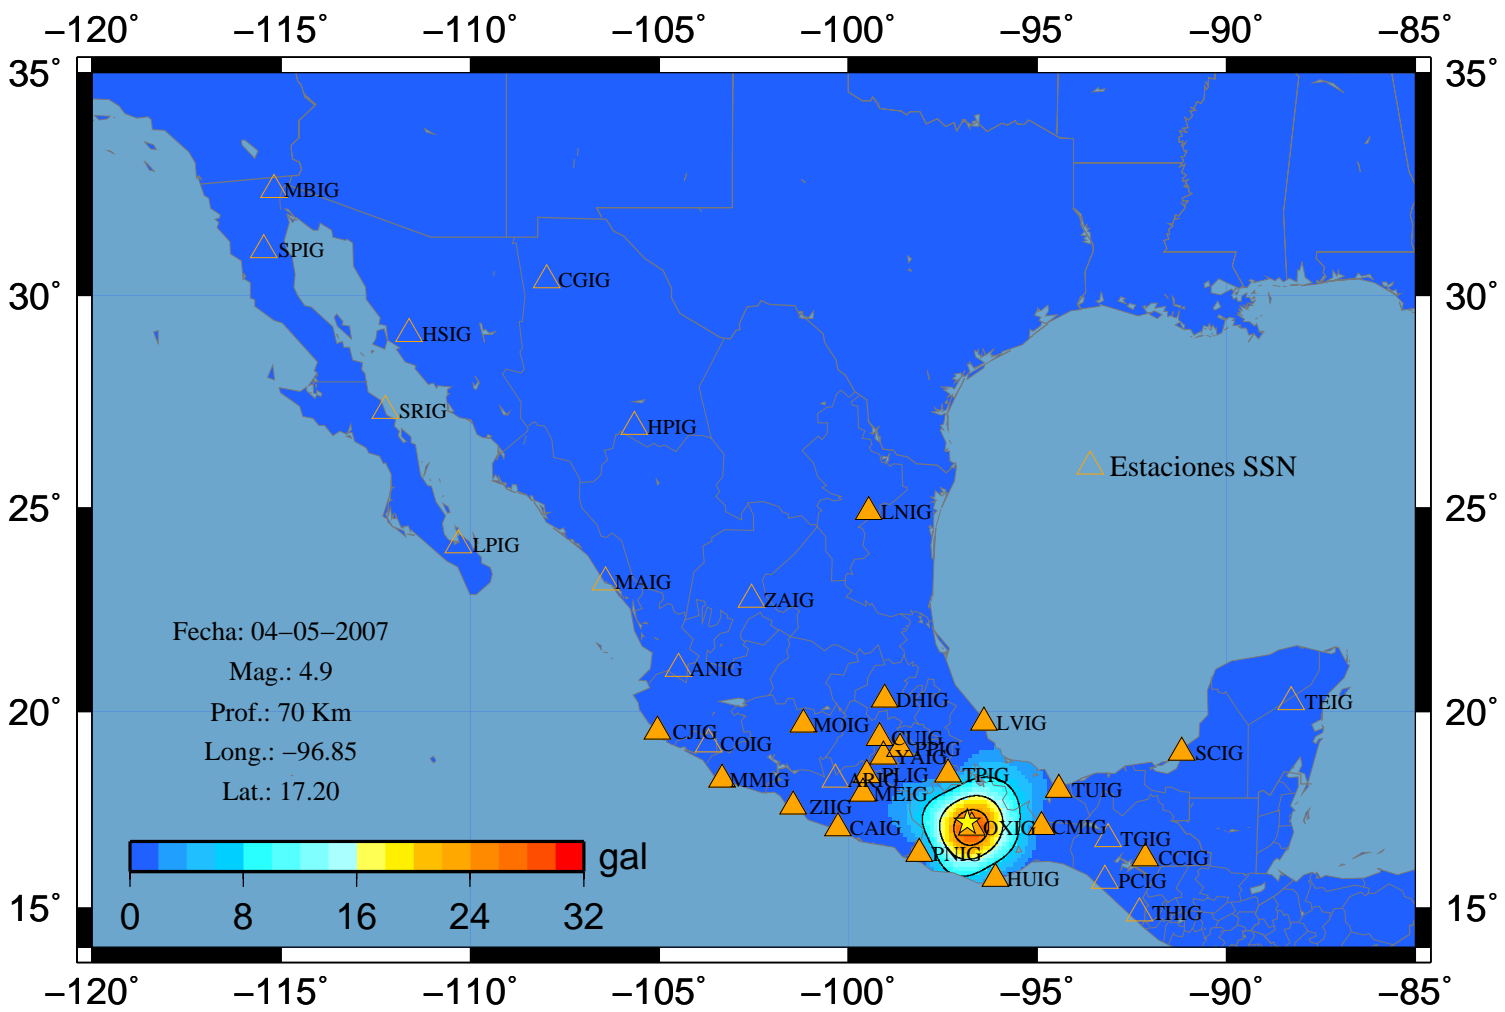 −120˚ −115˚ −110˚ −105˚ −100˚ −95˚ −90˚ −85˚
35˚ 35˚
MBIG
SPIG
CGIG
30˚ 30˚
HSIG
SRIG
HPIG
Estaciones SSN
25˚ 25˚
LNIG
LPIG
MAIG
ZAIG
Fecha: 04−05−2007
Mag.: 4.9
Prof.: 70 Km
Long.: −96.85
Lat.: 17.20
ANIG
DHIG
TEIG
20˚ 20˚
MOIG
LVIG
CJIG
COIG
CUIG
PPIG
YAIG
SCIG
MMIG
ARIG
PLIG
TPIG
TUIG
MEIG
ZIIG
CAIG
OXIG
CMIG
TGIG
PNIG
CCIG
HUIG
PCIG
THIG
gal
0 8 16 24 32
15˚ 15˚
−120˚ −115˚ −110˚ −105˚ −100˚ −95˚ −90˚ −85˚